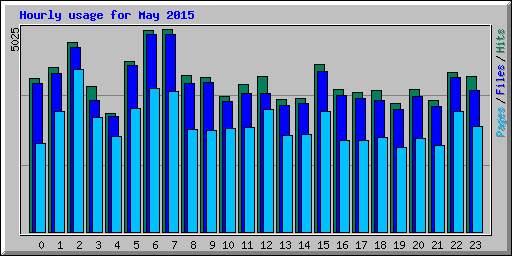 Hourly usage for May 2015
5025
Pages / Files / Hits
0 1 2 3 4 5 6 7 8 9 10 11 12 13 14 15 16 17 18 19 20 21 22 23